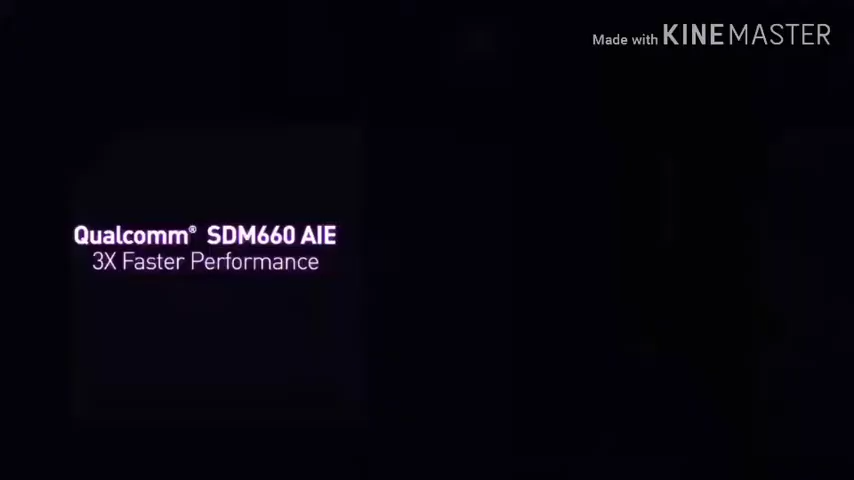 Made with KINEMASTER
Qualcomm® SDM660 AIE
3X Faster Performance